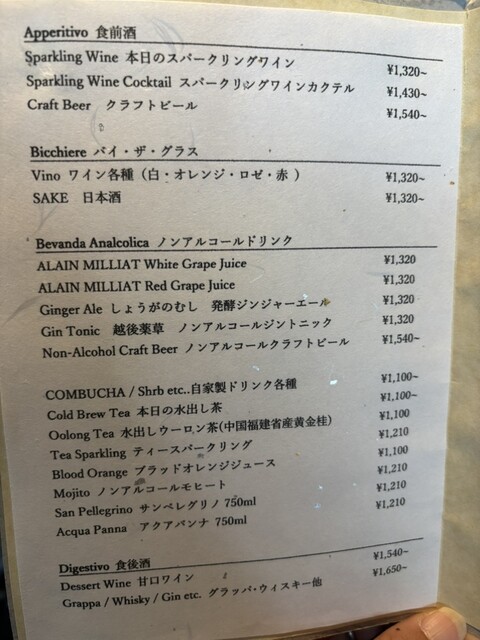 Apperitivo 食前酒
Sparkling Wine 本日のスパークリングワイン ¥1,320~
Sparkling Wine Cocktail スパークリングワインカクテル ¥1,430~
Craft Beer クラフトビール ¥1,540~
Bicchiere バイ・ザ・グラス
Vino ワイン各種（白・オレンジ・ロゼ・赤 ） ¥1,320~
SAKE 日本酒 ¥1,320~
Bevanda Analcolica ノンアルコールドリンク
ALAIN MILLIAT White Grape Juice ¥1,320
ALAIN MILLIAT Red Grape Juice ¥1,320
Ginger Ale しょうがのむし 発酵ジンジャーエール ¥1,320
Gin Tonic 越後薬草 ノンアルコールジントニック ¥1,320
Non-Alcohol Craft Beer ノンアルコールクラフトビール ¥1,540~
COMBUCHA / Shrb etc..自家製ドリンク各種 ¥1,100~
Cold Brew Tea 本日の水出し茶 ¥1,100~
Oolong Tea 水出しウーロン茶(中国福建省産黄金桂) ¥1,100
Tea Sparkling ティースパークリング ¥1,210
Blood Orange ブラッドオレンジジュース ¥1,100
Mojito ノンアルコールモヒート ¥1,210
San Pellegrino サンペレグリノ 750ml ¥1,210
Acqua Panna アクアパンナ 750ml ¥1,210
Digestivo 食後酒
Dessert Wine 甘口ワイン ¥1,540~
Grappa / Whisky / Gin etc. グラッパ・ウィスキー他 ¥1,650~